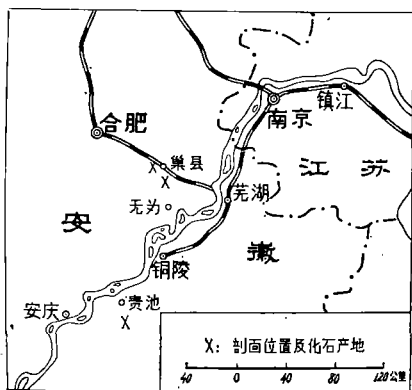 合肥
南京
镇江
巢县
X
X
江 苏
无为
芜湖
安 徽
铜陵
安庆
贵池
X
X: 剖面位置及化石产地
40 0 40 80 120公里